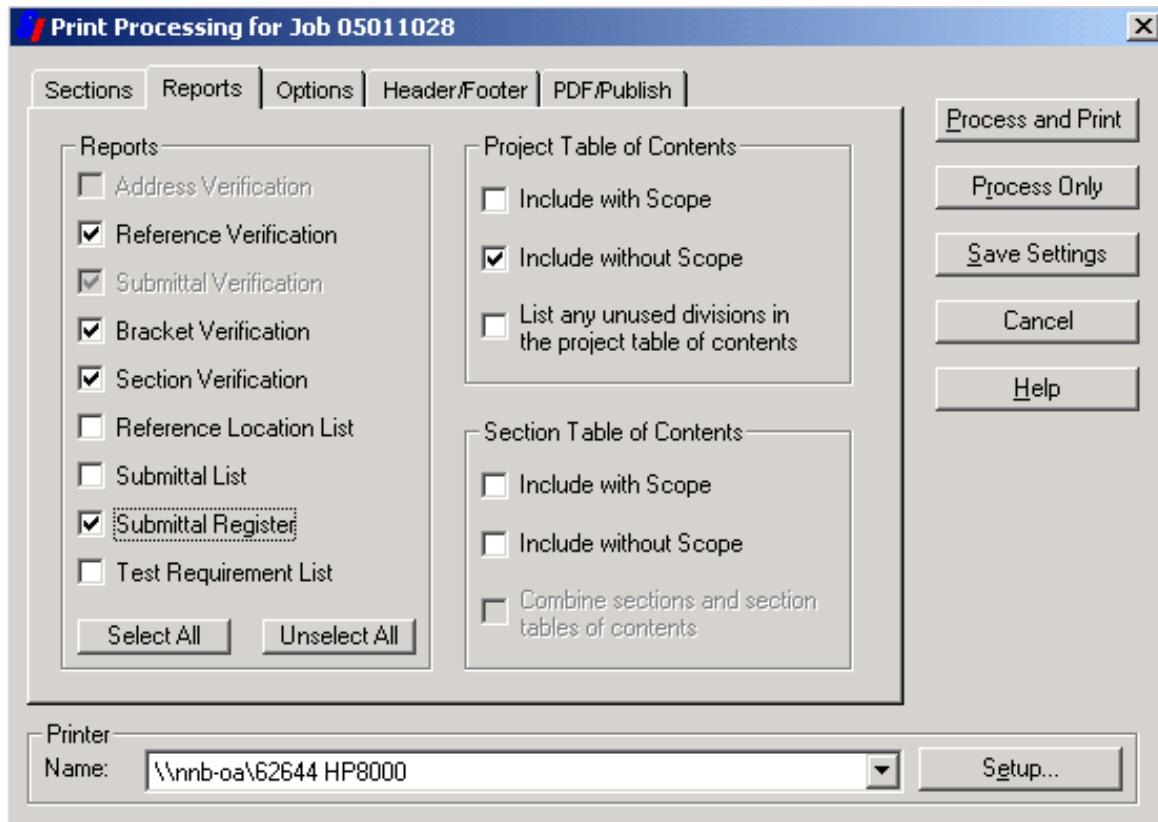 Print Processing for Job 05011028
Sections
Reports
Options
Header/Footer
PDF/Publish
Reports
Address Verification
Reference Verification
Submittal Verification
Bracket Verification
Section Verification
Reference Location List
Submittal List
Submittal Register
Test Requirement List
Select All
Unselect All
Project Table of Contents
Include with Scope
Include without Scope
List any unused divisions in
the project table of contents
Section Table of Contents
Include with Scope
Include without Scope
Combine sections and section
tables of contents
Process and Print
Process Only
Save Settings
Cancel
Help
Printer
Name:
\\nnb-oa\62644 HP8000
Setup...